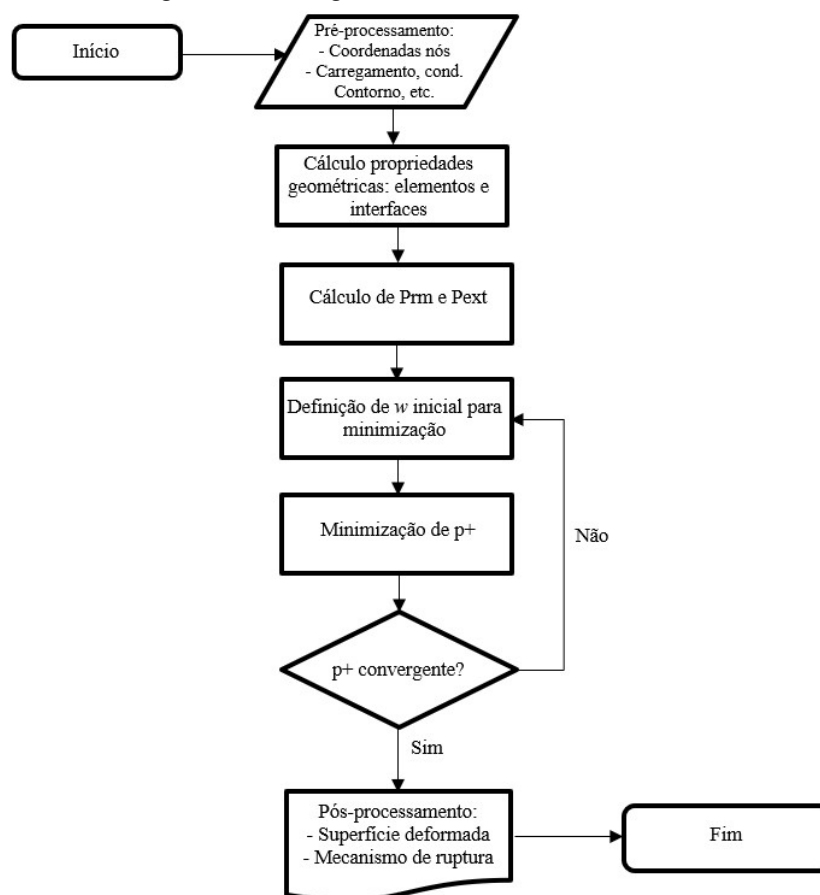 Início
Pré-processamento:
- Coordenadas nós
- Carregamento, cond.
Contorno, etc.
Cálculo propriedades
geométricas: elementos e
interfaces
Cálculo de Prm e Pext
Definição de w inicial para
minimização
Minimização de p+
Não
p+ convergente?
Sim
Pós-processamento:
- Superfície deformada
- Mecanismo de ruptura
Fim